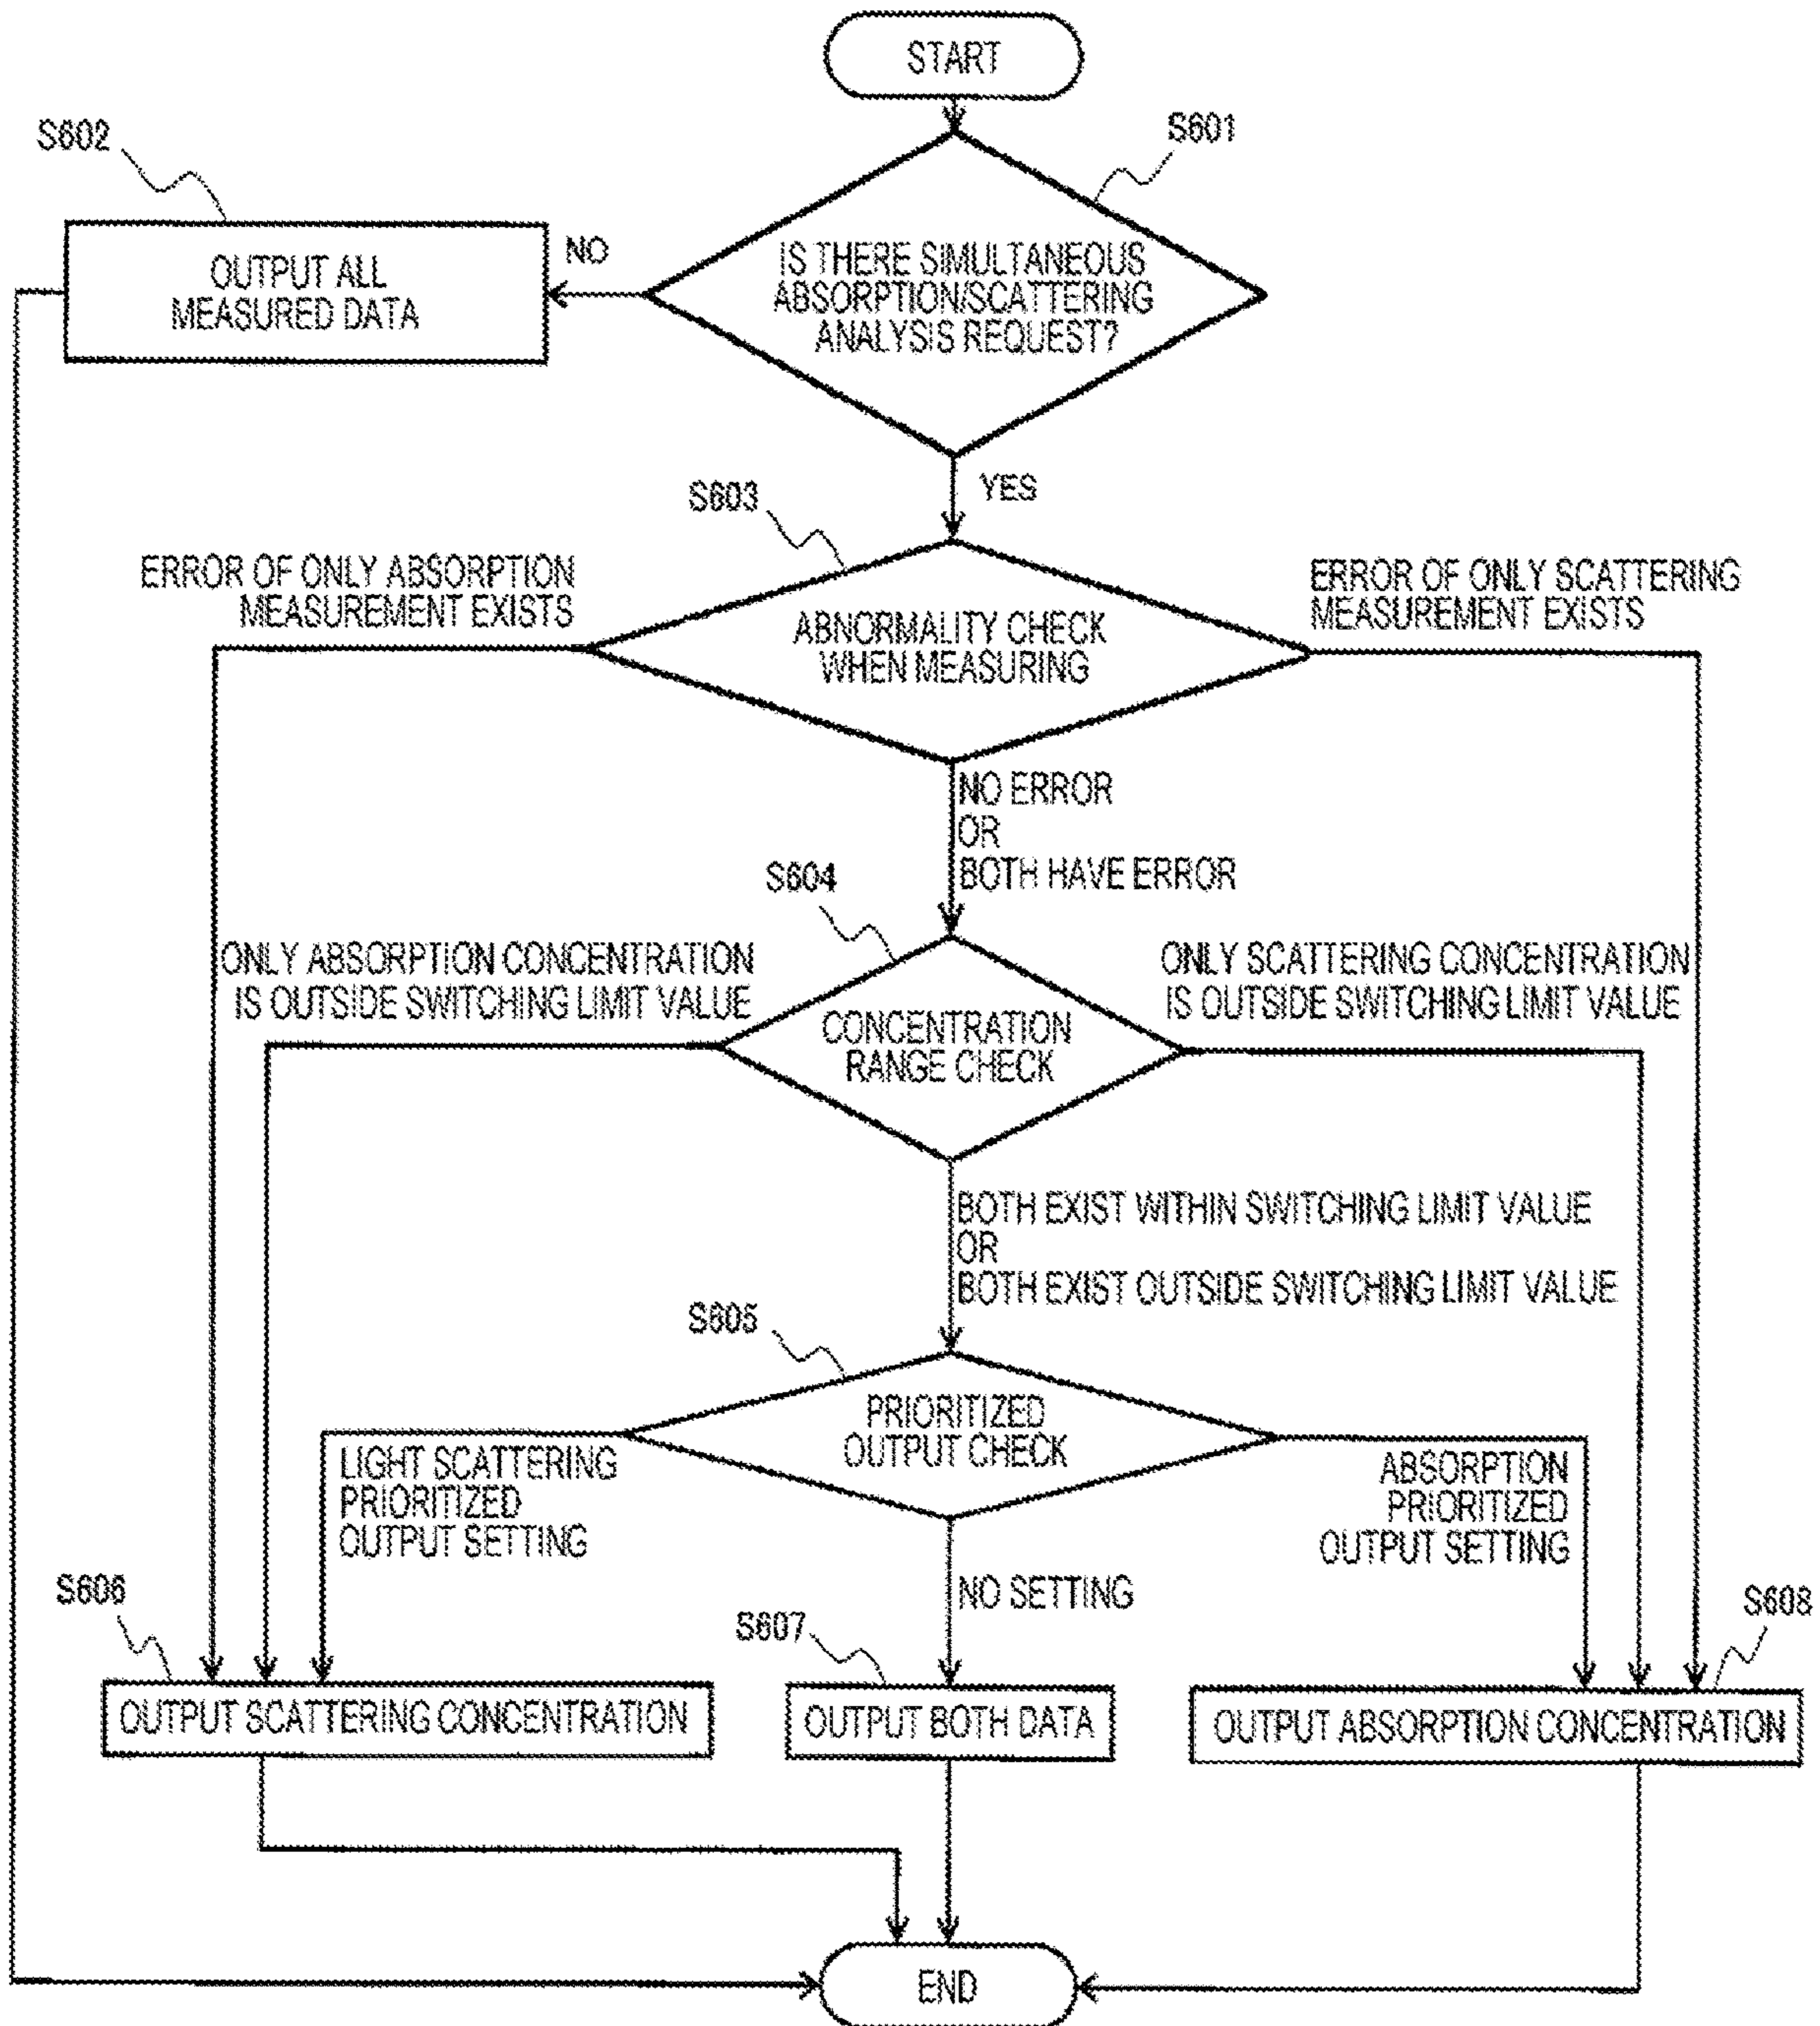 START
S602
S601
NO
OUTPUT ALL
MEASURED DATA
IS THERE SIMULTANEOUS
ABSORPTION/SCATTERING
ANALYSIS REQUEST?
YES
S603
ERROR OF ONLY ABSORPTION
MEASUREMENT EXISTS
ERROR OF ONLY SCATTERING
MEASUREMENT EXISTS
ABNORMALITY CHECK
WHEN MEASURING
NO ERROR
OR
BOTH HAVE ERROR
S604
ONLY ABSORPTION CONCENTRATION
IS OUTSIDE SWITCHING LIMIT VALUE
ONLY SCATTERING CONCENTRATION
IS OUTSIDE SWITCHING LIMIT VALUE
CONCENTRATION
RANGE CHECK
BOTH EXIST WITHIN SWITCHING LIMIT VALUE
OR
BOTH EXIST OUTSIDE SWITCHING LIMIT VALUE
S605
PRIORITIZED
OUTPUT CHECK
LIGHT SCATTERING
PRIORITIZED
OUTPUT SETTING
ABSORPTION
PRIORITIZED
OUTPUT SETTING
NO SETTING
S606
S607
S608
OUTPUT SCATTERING CONCENTRATION
OUTPUT BOTH DATA
OUTPUT ABSORPTION CONCENTRATION
END